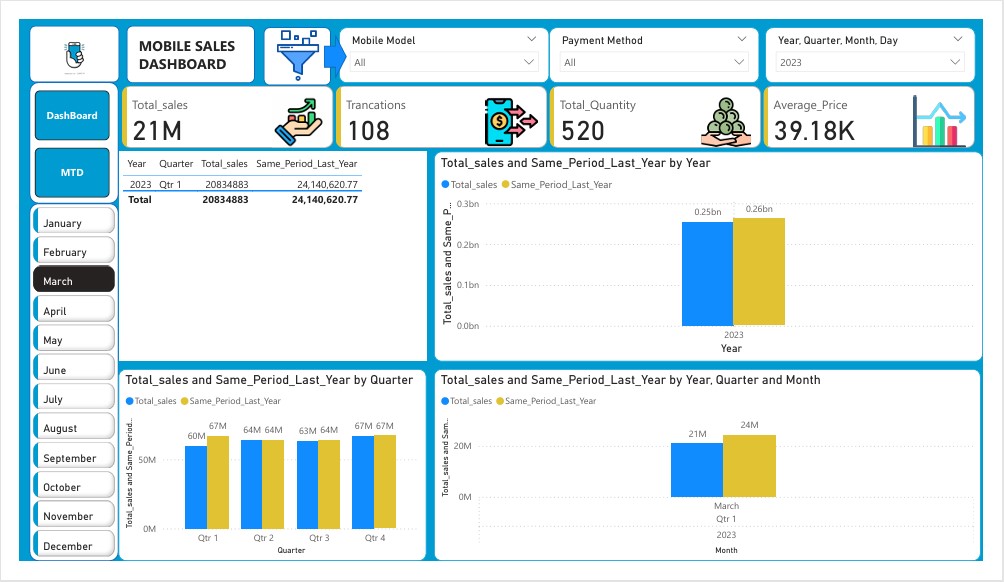 MOBILE SALES
DASHBOARD
Mobile Model
All
Payment Method
All
Year, Quarter, Month, Day
2023
DashBoard
MTD
Total_sales
21M
Trancations
108
Total_Quantity
520
Average_Price
39.18K
January
February
March
April
May
June
July
August
September
October
November
December
Year Quarter Total_sales Same_Period_Last_Year
2023 Qtr 1 20834883 24,140,620.77
Total 20834883 24,140,620.77
Total_sales and Same_Period_Last_Year by Year
Total_sales Same_Period_Last_Year
Total_sales and Same_P...
0.3bn
0.2bn
0.1bn
0.0bn
0.25bn 0.26bn
2023
Year
Total_sales and Same_Period_Last_Year by Quarter
Total_sales Same_Period_Last_Year
Total_sales and Same_Period...
50M
0M
60M 67M 64M 64M 63M 64M 67M 67M
Qtr 1 Qtr 2 Qtr 3 Qtr 4
Quarter
Total_sales and Same_Period_Last_Year by Year, Quarter and Month
Total_sales Same_Period_Last_Year
Total_sales and Sam...
20M
0M
21M 24M
March
Qtr 1
2023
Month